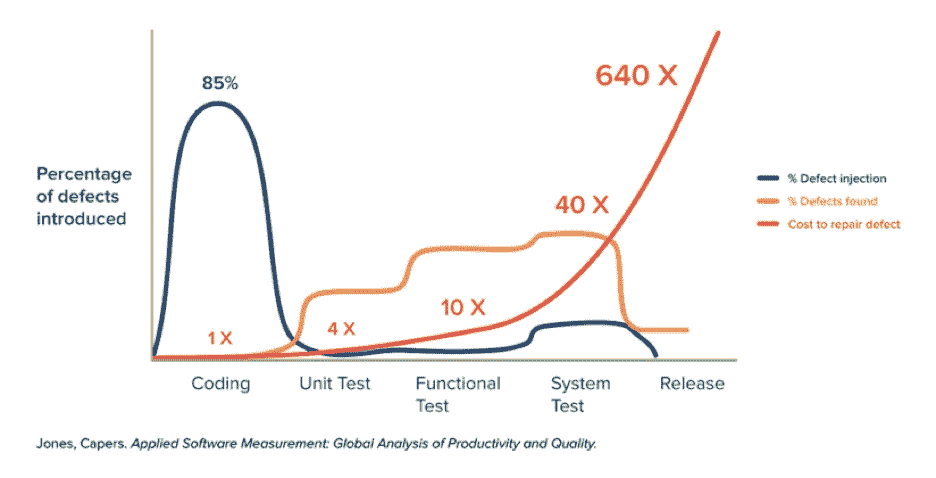 85%
640 X
Percentage
of defects
introduced
% Defect injection
% Defects found
Cost to repair defect
40 X
10 X
4 X
1 X
Coding
Unit Test
Functional
Test
System
Test
Release
Jones, Capers. Applied Software Measurement: Global Analysis of Productivity and Quality.